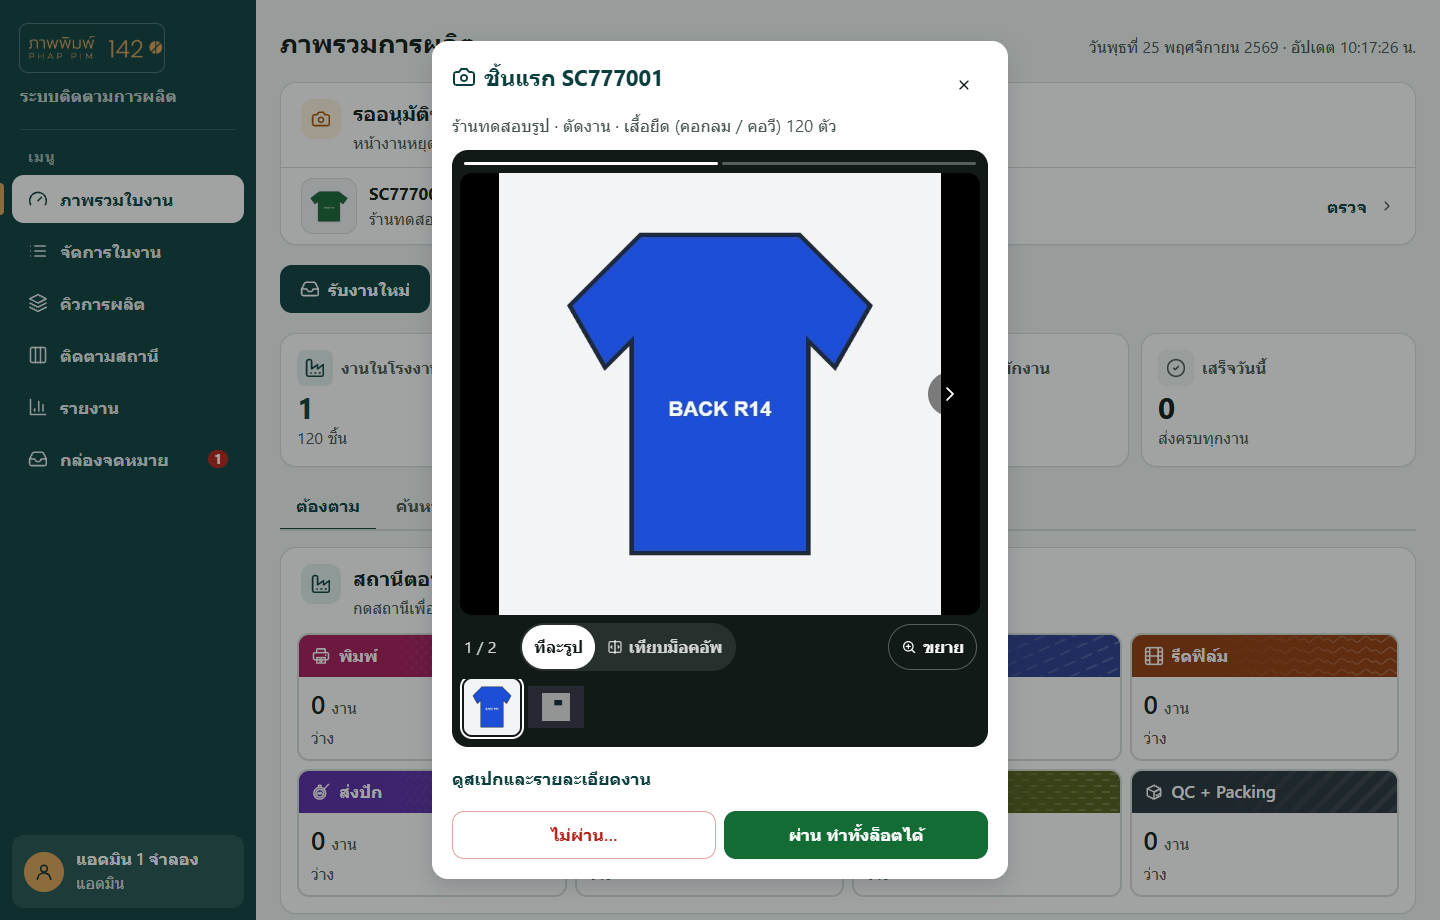 ภาพพิมพ์ 142
PHAP PIM
ระบบติดตามการผลิต
เมนู
ภาพรวมใบงาน
จัดการใบงาน
คิวการผลิต
ติดตามสถานี
รายงาน
กล่องจดหมาย 1
แอดมิน 1 จำลอง
แอดมิน
วันพุธที่ 25 พฤศจิกายน 2569 · อัปเดต 10:17:26 น.
ตรวจ
รับงานใหม่
1
120 ชิ้น
เสร็จวันนี้
0
ส่งครบทุกงาน
ต้องตาม
พิมพ์
0 งาน
ว่าง
รีดฟิล์ม
0 งาน
ว่าง
ส่งปัก
0 งาน
ว่าง
QC + Packing
0 งาน
ว่าง
ชิ้นแรก SC777001
ร้านทดสอบรูป · ตัดงาน · เสื้อยืด (คอกลม / คอวี) 120 ตัว
BACK R14
1 / 2
ทีละรูป
เทียบม็อคอัพ
ขยาย
ดูสเปกและรายละเอียดงาน
ไม่ผ่าน...
ผ่าน ทำทั้งล็อตได้